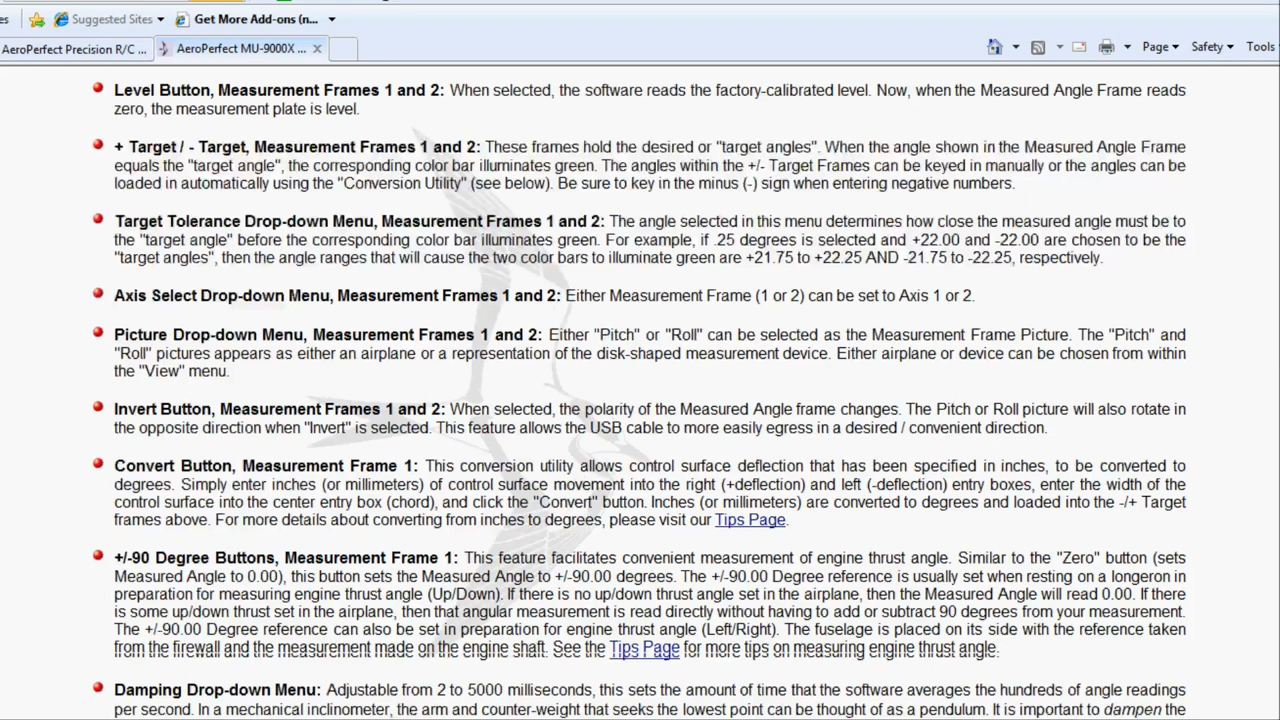 es Suggested Sites Get More Add-ons (n...
AeroPerfect Precision R/C ... AeroPerfect MU-9000X ... Page Safety Tools
Level Button, Measurement Frames 1 and 2: When selected, the software reads the factory-calibrated level. Now, when the Measured Angle Frame reads
zero, the measurement plate is level.
+ Target / - Target, Measurement Frames 1 and 2: These frames hold the desired or "target angles". When the angle shown in the Measured Angle Frame
equals the "target angle", the corresponding color bar illuminates green. The angles within the +/- Target Frames can be keyed in manually or the angles can be
loaded in automatically using the "Conversion Utility" (see below). Be sure to key in the minus (-) sign when entering negative numbers.
Target Tolerance Drop-down Menu, Measurement Frames 1 and 2: The angle selected in this menu determines how close the measured angle must be to
the "target angle" before the corresponding color bar illuminates green. For example, if .25 degrees is selected and +22.00 and -22.00 are chosen to be the
"target angles", then the angle ranges that will cause the two color bars to illuminate green are +21.75 to +22.25 AND -21.75 to -22.25, respectively.
Axis Select Drop-down Menu, Measurement Frames 1 and 2: Either Measurement Frame (1 or 2) can be set to Axis 1 or 2.
Picture Drop-down Menu, Measurement Frames 1 and 2: Either "Pitch" or "Roll" can be selected as the Measurement Frame Picture. The "Pitch" and
"Roll" pictures appears as either an airplane or a representation of the disk-shaped measurement device. Either airplane or device can be chosen from within
the "View" menu.
Invert Button, Measurement Frames 1 and 2: When selected, the polarity of the Measured Angle frame changes. The Pitch or Roll picture will also rotate in
the opposite direction when "Invert" is selected. This feature allows the USB cable to more easily egress in a desired / convenient direction.
Convert Button, Measurement Frame 1: This conversion utility allows control surface deflection that has been specified in inches, to be converted to
degrees. Simply enter inches (or millimeters) of control surface movement into the right (+deflection) and left (-deflection) entry boxes, enter the width of the
control surface into the center entry box (chord), and click the "Convert" button. Inches (or millimeters) are converted to degrees and loaded into the -/+ Target
frames above. For more details about converting from inches to degrees, please visit our Tips Page.
+/-90 Degree Buttons, Measurement Frame 1: This feature facilitates convenient measurement of engine thrust angle. Similar to the "Zero" button (sets
Measured Angle to 0.00), this button sets the Measured Angle to +/-90.00 degrees. The +/-90.00 Degree reference is usually set when resting on a longeron in
preparation for measuring engine thrust angle (Up/Down). If there is no up/down thrust angle set in the airplane, then the Measured Angle will read 0.00. If there
is some up/down thrust set in the airplane, then that angular measurement is read directly without having to add or subtract 90 degrees from your measurement.
The +/-90.00 Degree reference can also be set in preparation for engine thrust angle (Left/Right). The fuselage is placed on its side with the reference taken
from the firewall and the measurement made on the engine shaft. See the Tips Page for more tips on measuring engine thrust angle.
Damping Drop-down Menu: Adjustable from 2 to 5000 milliseconds, this sets the amount of time that the software averages the hundreds of angle readings
per second. In a mechanical inclinometer, the arm and counter-weight that seeks the lowest point can be thought of as a pendulum. It is important to dampen the